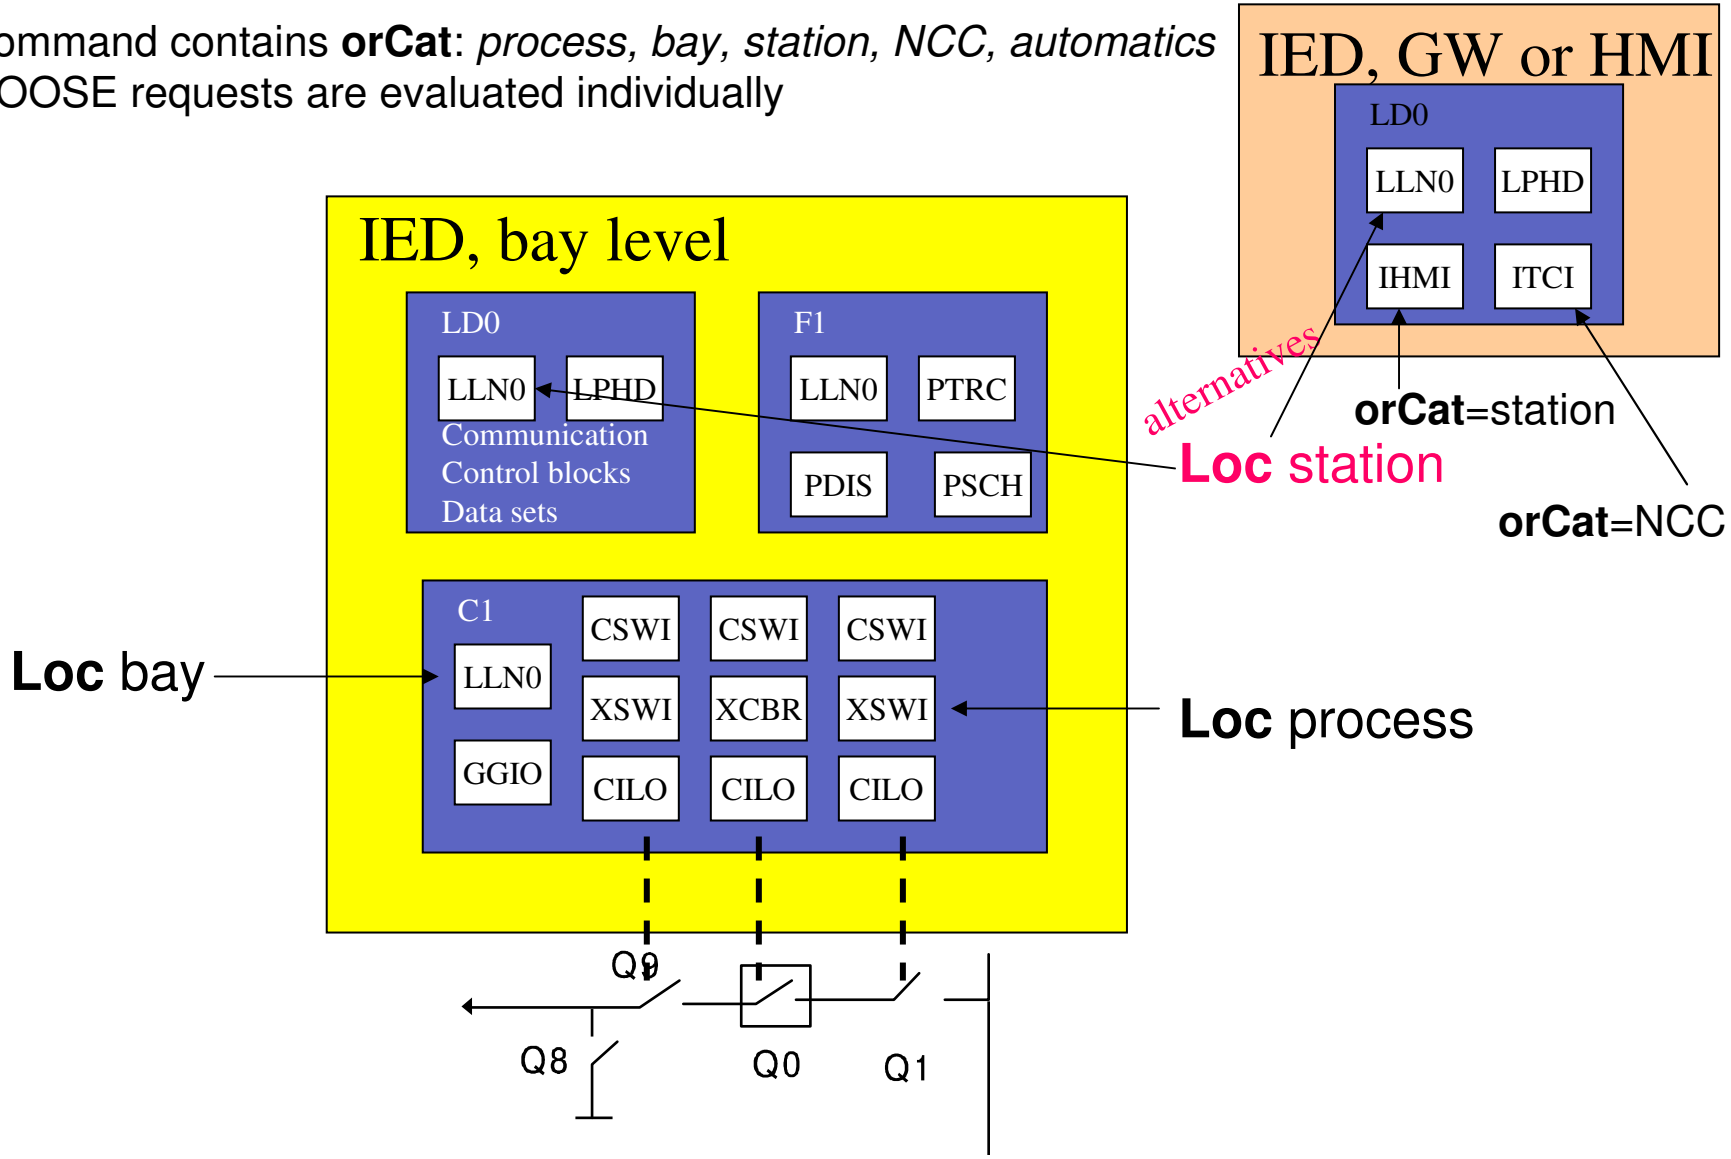 ommand contains orCat: process, bay, station, NCC, automatics
OOSE requests are evaluated individually
IED, GW or HMI
LD0
LLN0 LPHD
IHMI ITCI
alternatives
orCat=station
Loc station
orCat=NCC
IED, bay level
LD0
LLN0 LPHD
Communication
Control blocks
Data sets
F1
LLN0 PTRC
PDIS PSCH
C1
LLN0
GGIO
CSWI CSWI CSWI
XSWI XCBR XSWI
CILO CILO CILO
Loc bay
Loc process
Q9
Q8
Q0
Q1